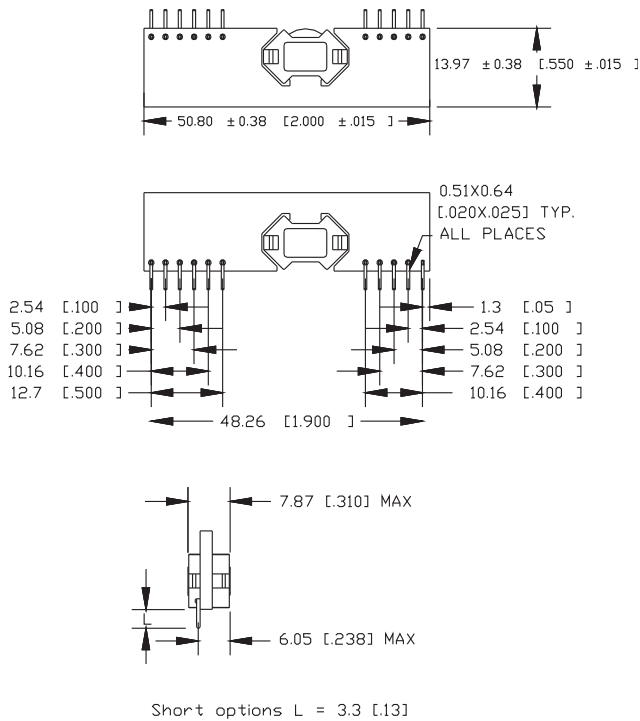 13.97 ±0.38 [.550 ±.015 ]
50.80 ±0.38 [2.000 ±.015 ]
0.51X0.64
[.020X.025] TYP.
ALL PLACES
2.54 [.100 ]
1.3 [.05 ]
5.08 [.200 ]
2.54 [.100 ]
7.62 [.300 ]
5.08 [.200 ]
10.16 [.400 ]
7.62 [.300 ]
12.7 [.500 ]
10.16 [.400 ]
48.26 [1.900 ]
7.87 [.310] MAX
L
6.05 [.238] MAX
Short options L = 3.3 [.13]